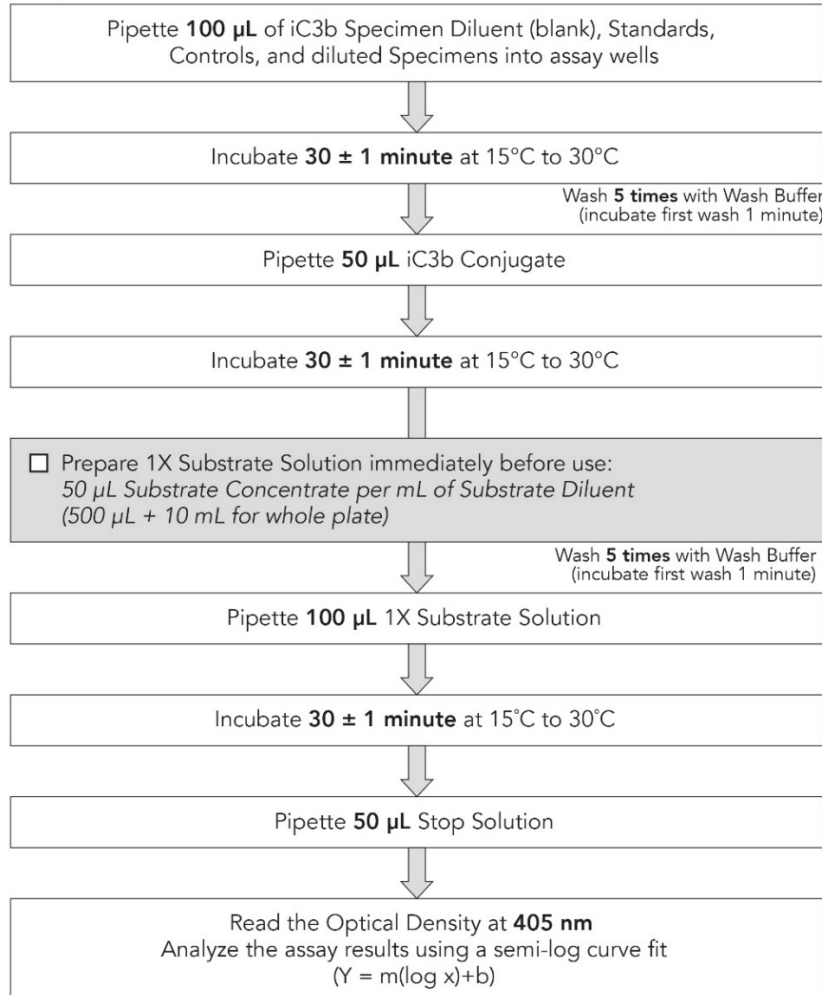 Pipette 100 µL of iC3b Specimen Diluent (blank), Standards,
Controls, and diluted Specimens into assay wells
Incubate 30 ± 1 minute at 15°C to 30°C
Wash 5 times with Wash Buffer
(incubate first wash 1 minute)
Pipette 50 µL iC3b Conjugate
Incubate 30 ± 1 minute at 15°C to 30°C
Prepare 1X Substrate Solution immediately before use:
50 µL Substrate Concentrate per mL of Substrate Diluent
(500 µL + 10 mL for whole plate)
Wash 5 times with Wash Buffer
(incubate first wash 1 minute)
Pipette 100 µL 1X Substrate Solution
Incubate 30 ± 1 minute at 15°C to 30°C
Pipette 50 µL Stop Solution
Read the Optical Density at 405 nm
Analyze the assay results using a semi-log curve fit
(Y = m(log x)+b)